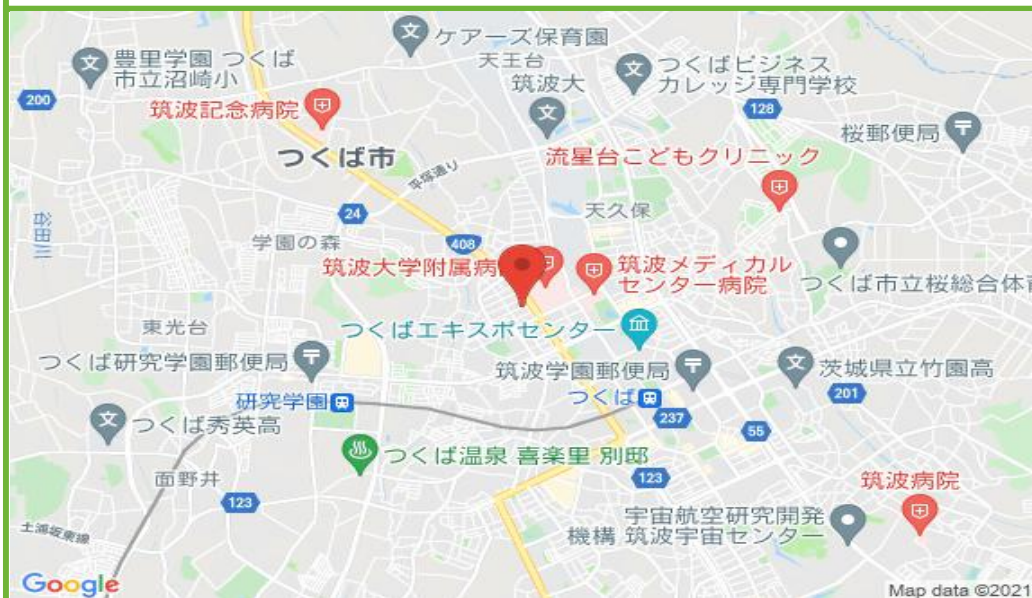 ケアーズ保育園
天王台
豊里学園 つくば
市立沼崎小
つくばビジネス
カレッジ専門学校
筑波大
200
筑波記念病院
128
桜郵便局
つくば市
流星台こどもクリニック
平塚通り
天久保
24
谷田川
学園の森
408
筑波大学附属病
筑波メディカル
センター病院
つくば市立桜総合体
東光台
つくばエキスポセンター
つくば研究学園郵便局
筑波学園郵便局
茨城県立竹園高
研究学園
つくば
201
237
つくば秀英高
55
つくば温泉 喜楽里 別邸
面野井
123
123
筑波病院
宇宙航空研究開発
機構 筑波宇宙センター
土浦坂東線
Google
Map data ©2021